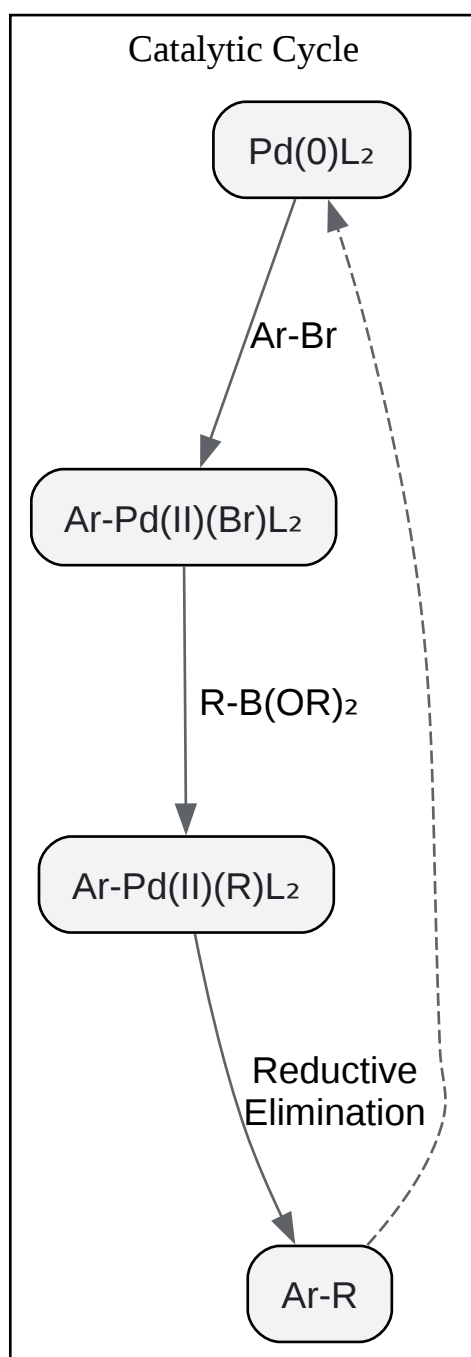 Catalytic Cycle
Pd(0)L₂
Ar-Br
Ar-Pd(II)(Br)L₂
R-B(OR)₂
Ar-Pd(II)(R)L₂
Reductive
Elimination
Ar-R